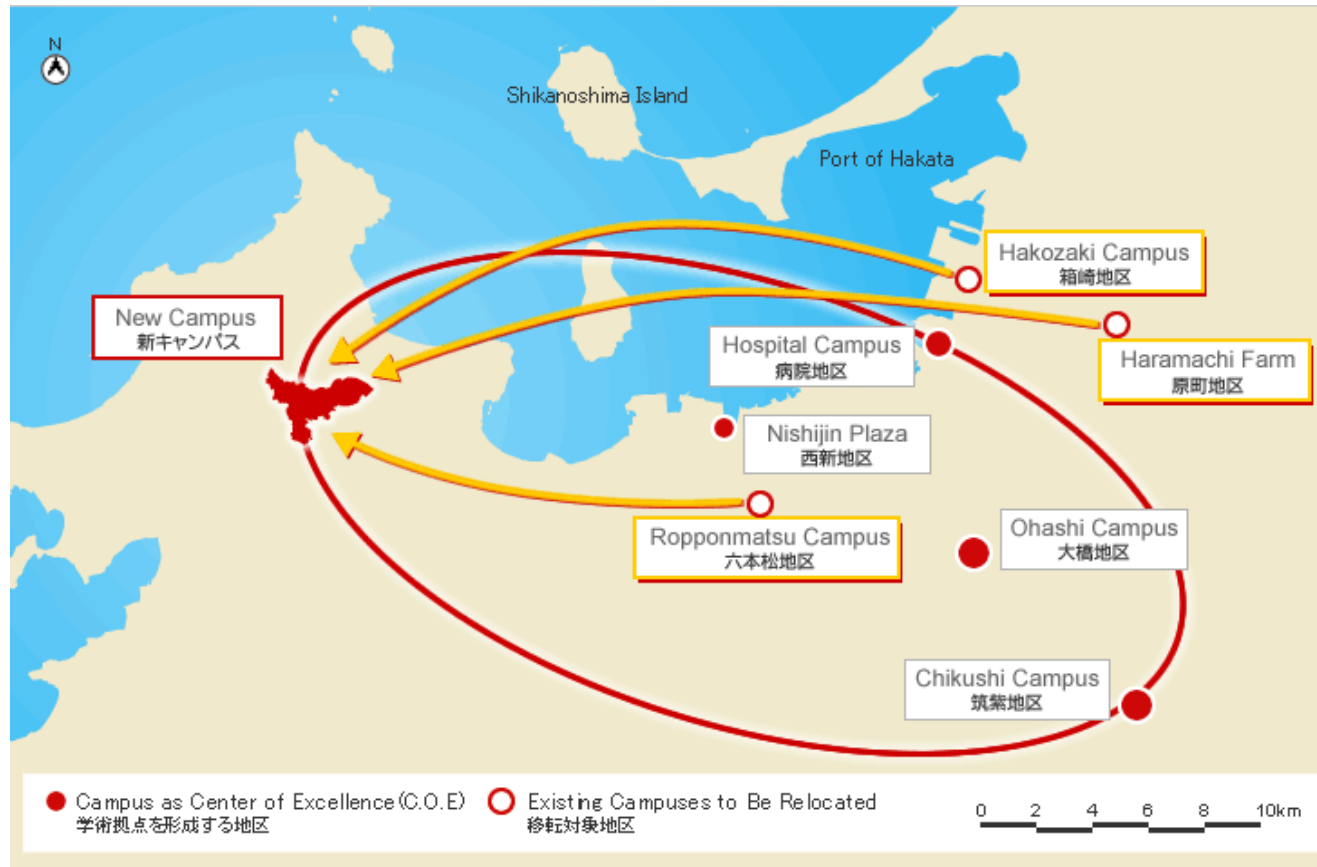 N
Shikanoshima Island
Port of Hakata
Hakozaki Campus
箱崎地区
New Campus
新キャンパス
Hospital Campus
病院地区
Haramachi Farm
原町地区
Nishijin Plaza
西新地区
Ropponmatsu Campus
六本松地区
Ohashi Campus
大橋地区
Chikushi Campus
筑紫地区
Campus as Center of Excellence(C.O.E)
学術拠点を形成する地区
Existing Campuses to Be Relocated
移転対象地区
0 2 4 6 8 10km